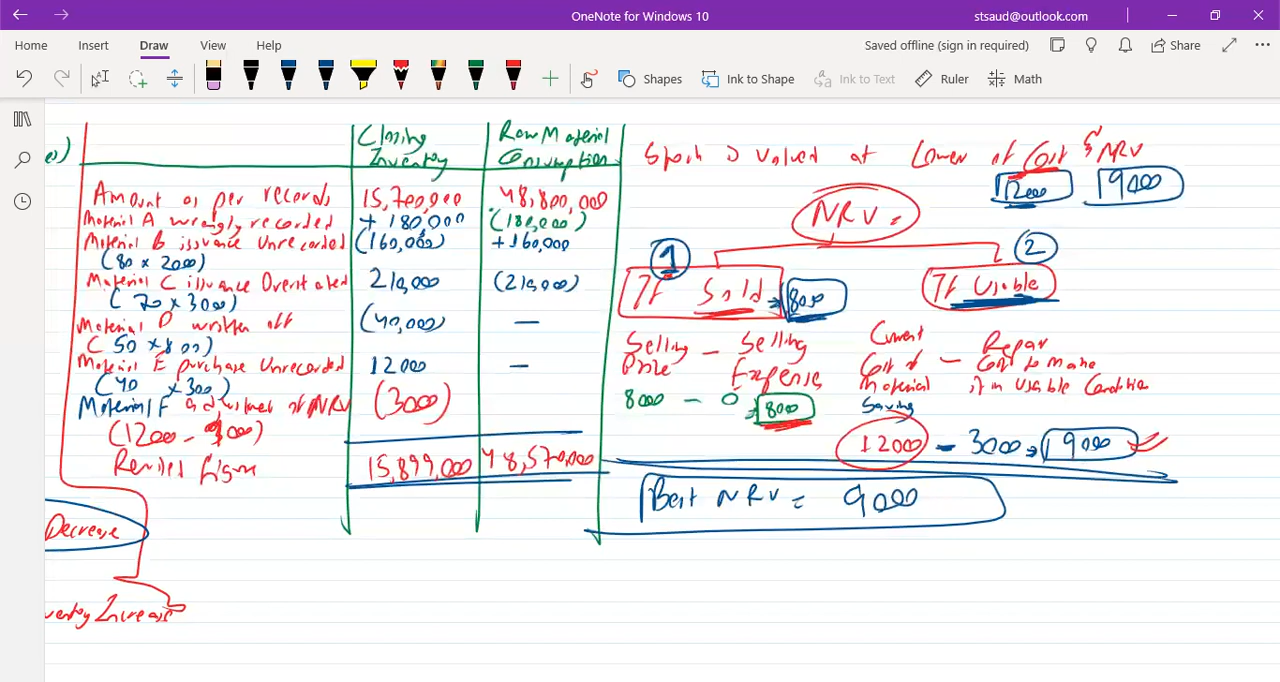 OneNote for Windows 10
stsaud@outlook.com
Home Insert Draw View Help
Saved offline (sign in required)
Share
Shapes
Ink to Shape
Ink to Text
Ruler
Math
Closing Inventory
Raw Material Consumption
Amount as per records 15,700,000 48,800,000
Material A wrongly recorded + 180,000 (180,000)
Material B issuance Unrecorded (160,000) +160,000
(80 x 2000)
Material C issuance Overstated 210,000 (210,000)
(70 x 3000)
Material D written off (40,000) —
(50 x 800)
Material E purchase Unrecorded 12000 —
(40 x 300)
Material F adjustment of NRV (3000)
(12000 - 9000)
Revised figure 15,899,000 48,570,000
Decrease
ventory Increase
Stock is valued at Lower of Cost & NRV
12000 9000
NRV =
1 2
If Sold 8000 If Usable
Selling Price — Selling Expense
8000 — 0 8000
Current Cost of Material — Repair Cost to make it in Usable Condition
Saving
12000 - 3000 = 9000
Best NRV = 9000